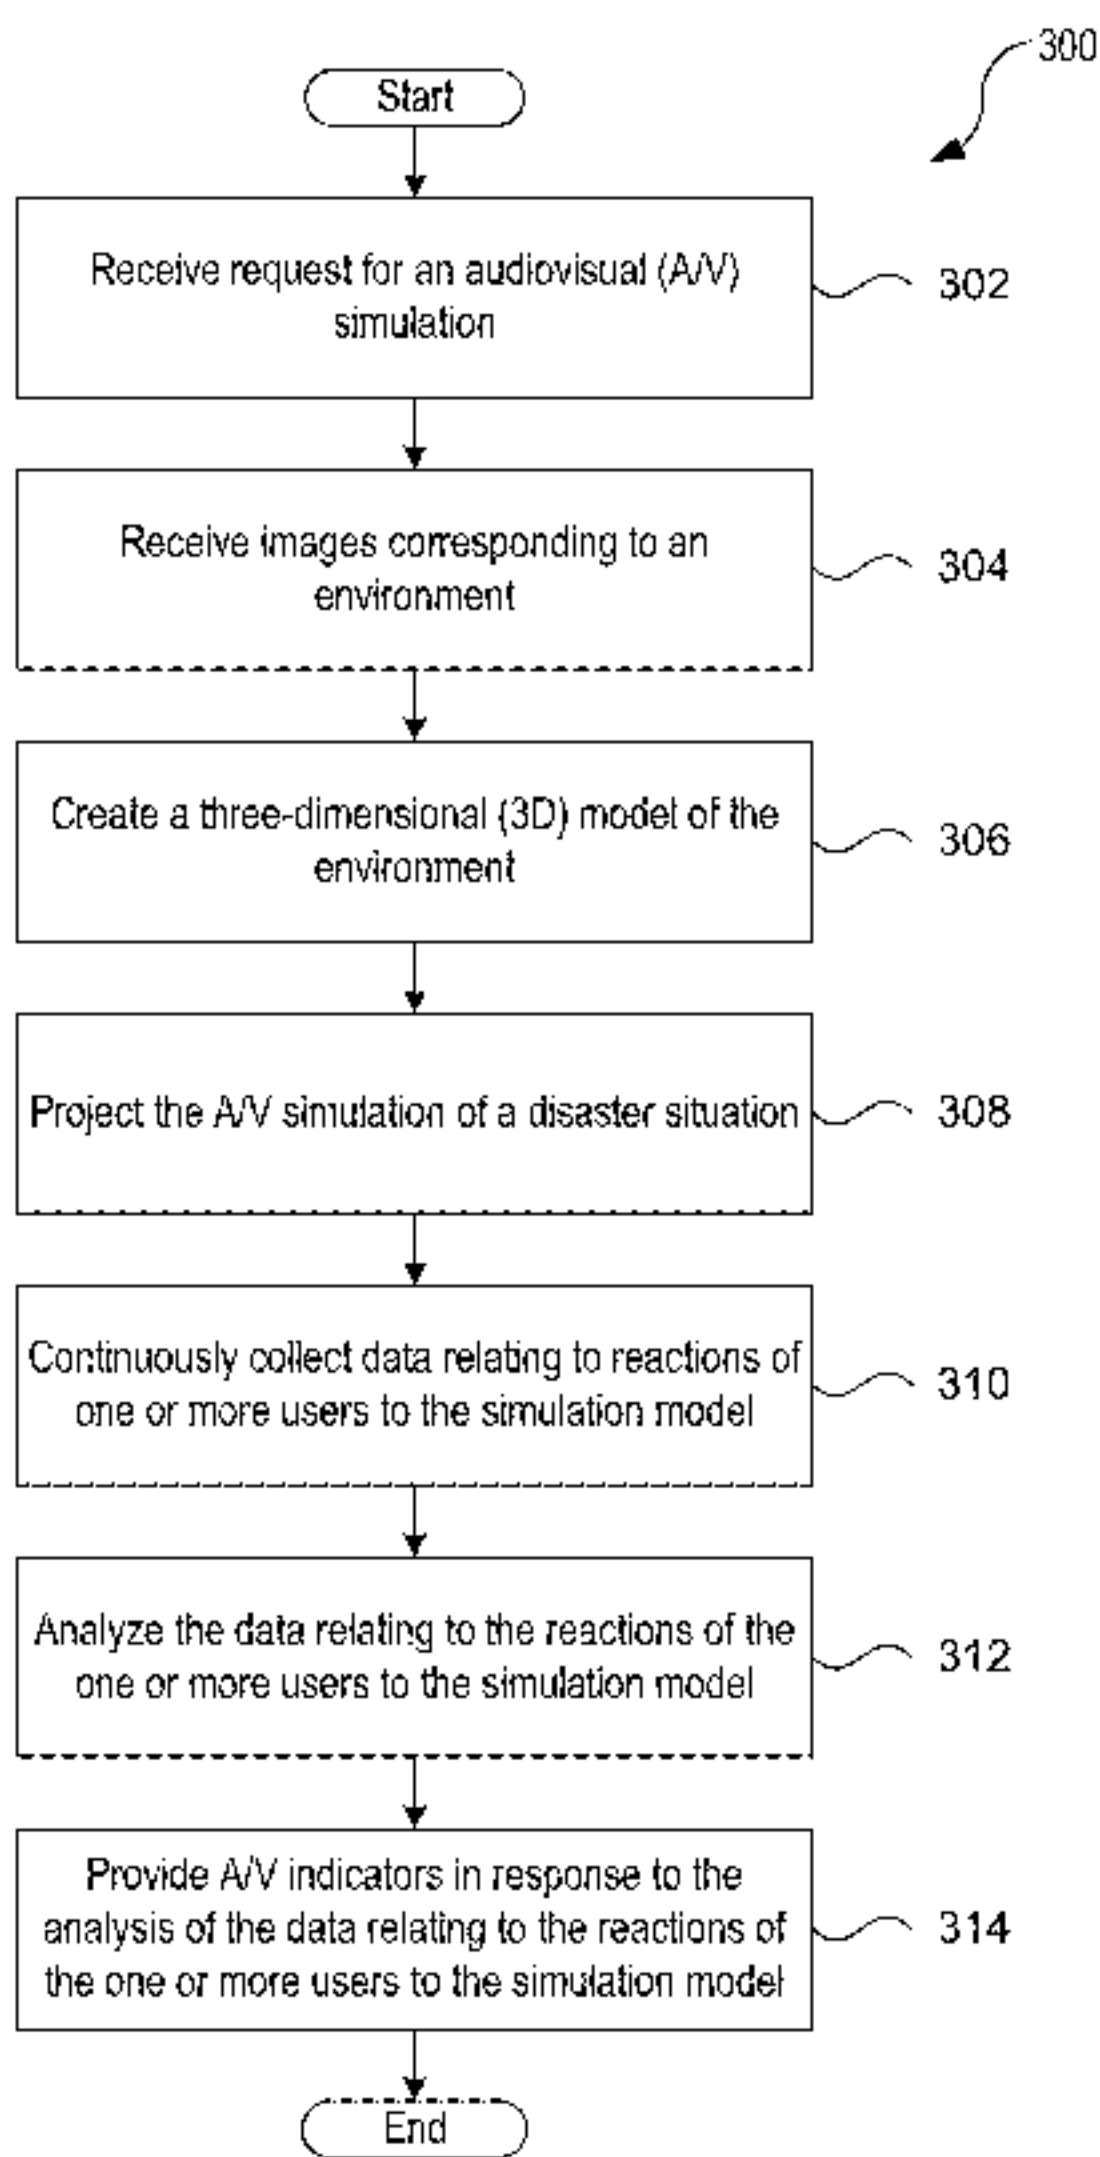 300
Start
Receive request for an audiovisual (A/V)
simulation
302
Receive images corresponding to an
environment
304
Create a three-dimensional (3D) model of the
environment
306
Project the A/V simulation of a disaster situation
308
Continuously collect data relating to reactions of
one or more users to the simulation model
310
Analyze the data relating to the reactions of the
one or more users to the simulation model
312
Provide A/V indicators in response to the
analysis of the data relating to the reactions of
the one or more users to the simulation model
314
End